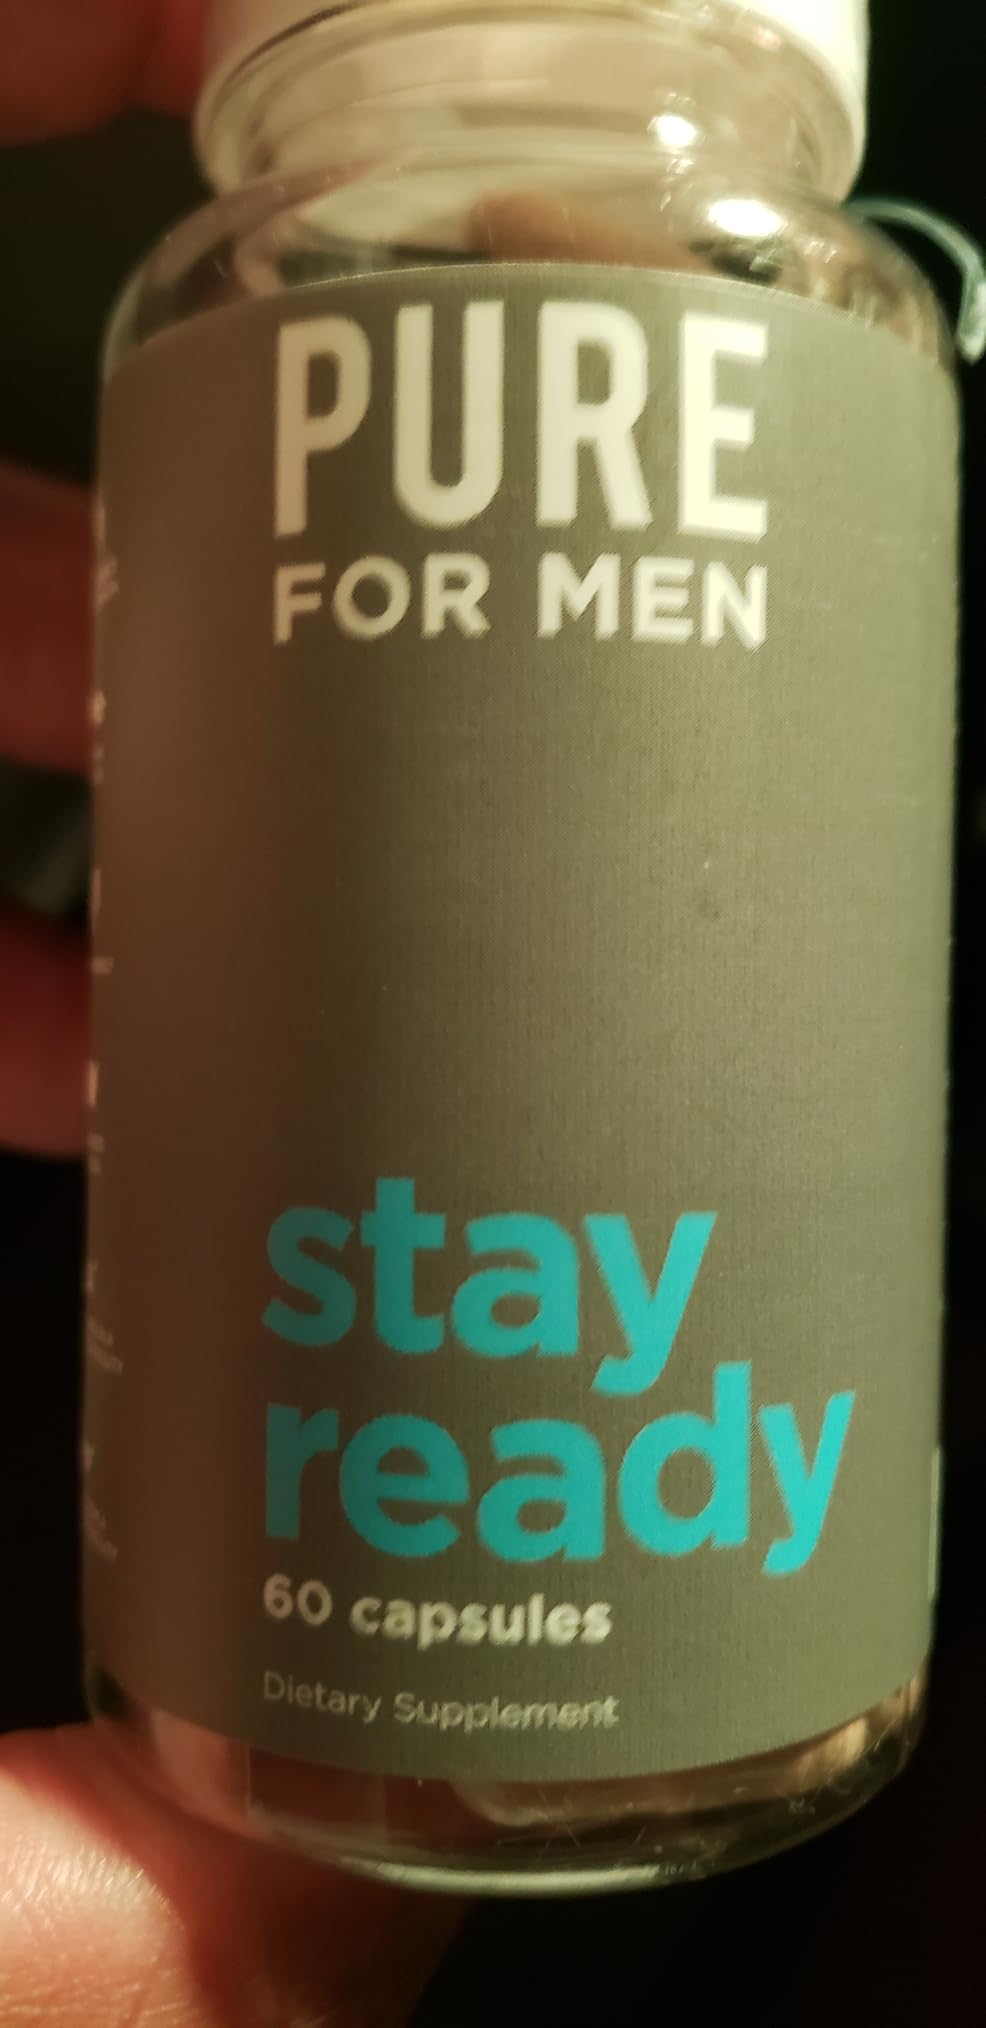 PURE
FOR MEN
stay
ready
60 capsules
Dietary Supplement